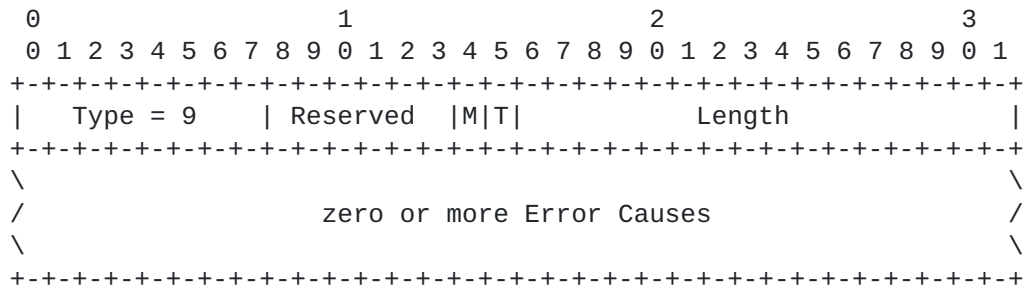 0                   1                   2                   3
 0 1 2 3 4 5 6 7 8 9 0 1 2 3 4 5 6 7 8 9 0 1 2 3 4 5 6 7 8 9 0 1
+-+-+-+-+-+-+-+-+-+-+-+-+-+-+-+-+-+-+-+-+-+-+-+-+-+-+-+-+-+-+-+-+
|   Type = 9    | Reserved  |M|T|           Length              |
+-+-+-+-+-+-+-+-+-+-+-+-+-+-+-+-+-+-+-+-+-+-+-+-+-+-+-+-+-+-+-+-+
\                                                               \
/                   zero or more Error Causes                   /
\                                                               \
+-+-+-+-+-+-+-+-+-+-+-+-+-+-+-+-+-+-+-+-+-+-+-+-+-+-+-+-+-+-+-+-+